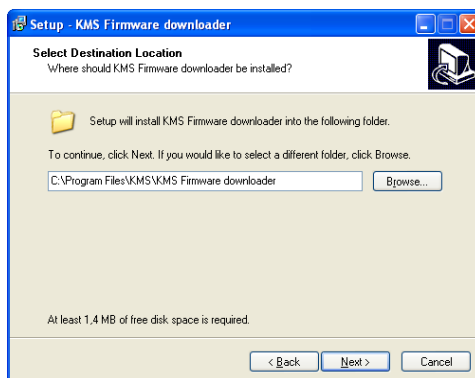 Setup - KMS Firmware downloader
Select Destination Location
Where should KMS Firmware downloader be installed?
Setup will install KMS Firmware downloader into the following folder.
To continue, click Next. If you would like to select a different folder, click Browse.
C:\Program Files\KMS\KMS Firmware downloader
Browse...
At least 1,4 MB of free disk space is required.
< Back
Next >
Cancel